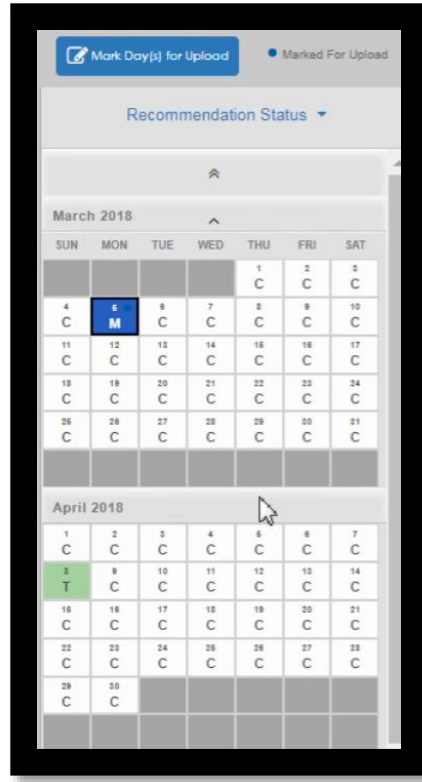 Mark Day(s) for Upload
Marked For Upload
Recommendation Status
March 2018
SUN MON TUE WED THU FRI SAT
1 2 3
C C C
4 5 6 7 8 9 10
C M C C C C C
11 12 13 14 15 16 17
C C C C C C C
18 19 20 21 22 23 24
C C C C C C C
25 26 27 28 29 30 31
C C C C C C C
April 2018
1 2 3 4 5 6 7
C C C C C C C
8 9 10 11 12 13 14
T C C C C C C
15 16 17 18 19 20 21
C C C C C C C
22 23 24 25 26 27 28
C C C C C C C
29 30
C C